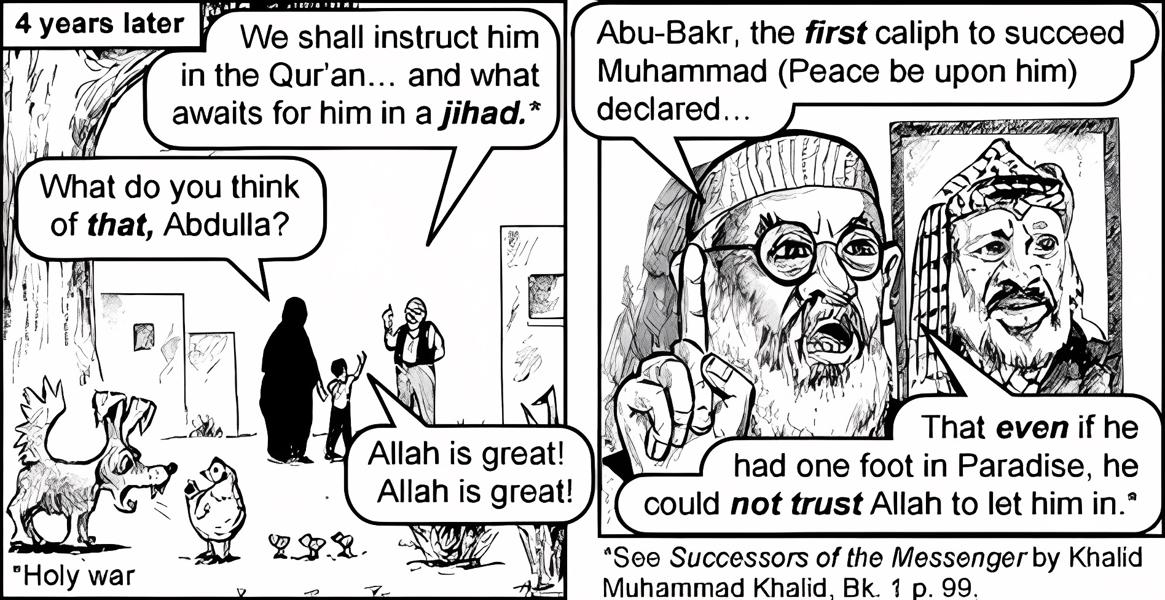 4 years later
We shall instruct him
in the Qur'an... and what
awaits for him in a jihad.*
What do you think
of that, Abdulla?
Allah is great!
Allah is great!
*Holy war
Abu-Bakr, the first caliph to succeed
Muhammad (Peace be upon him)
declared...
That even if he
had one foot in Paradise, he
could not trust Allah to let him in.*
*See Successors of the Messenger by Khalid
Muhammad Khalid, Bk. 1 p. 99.